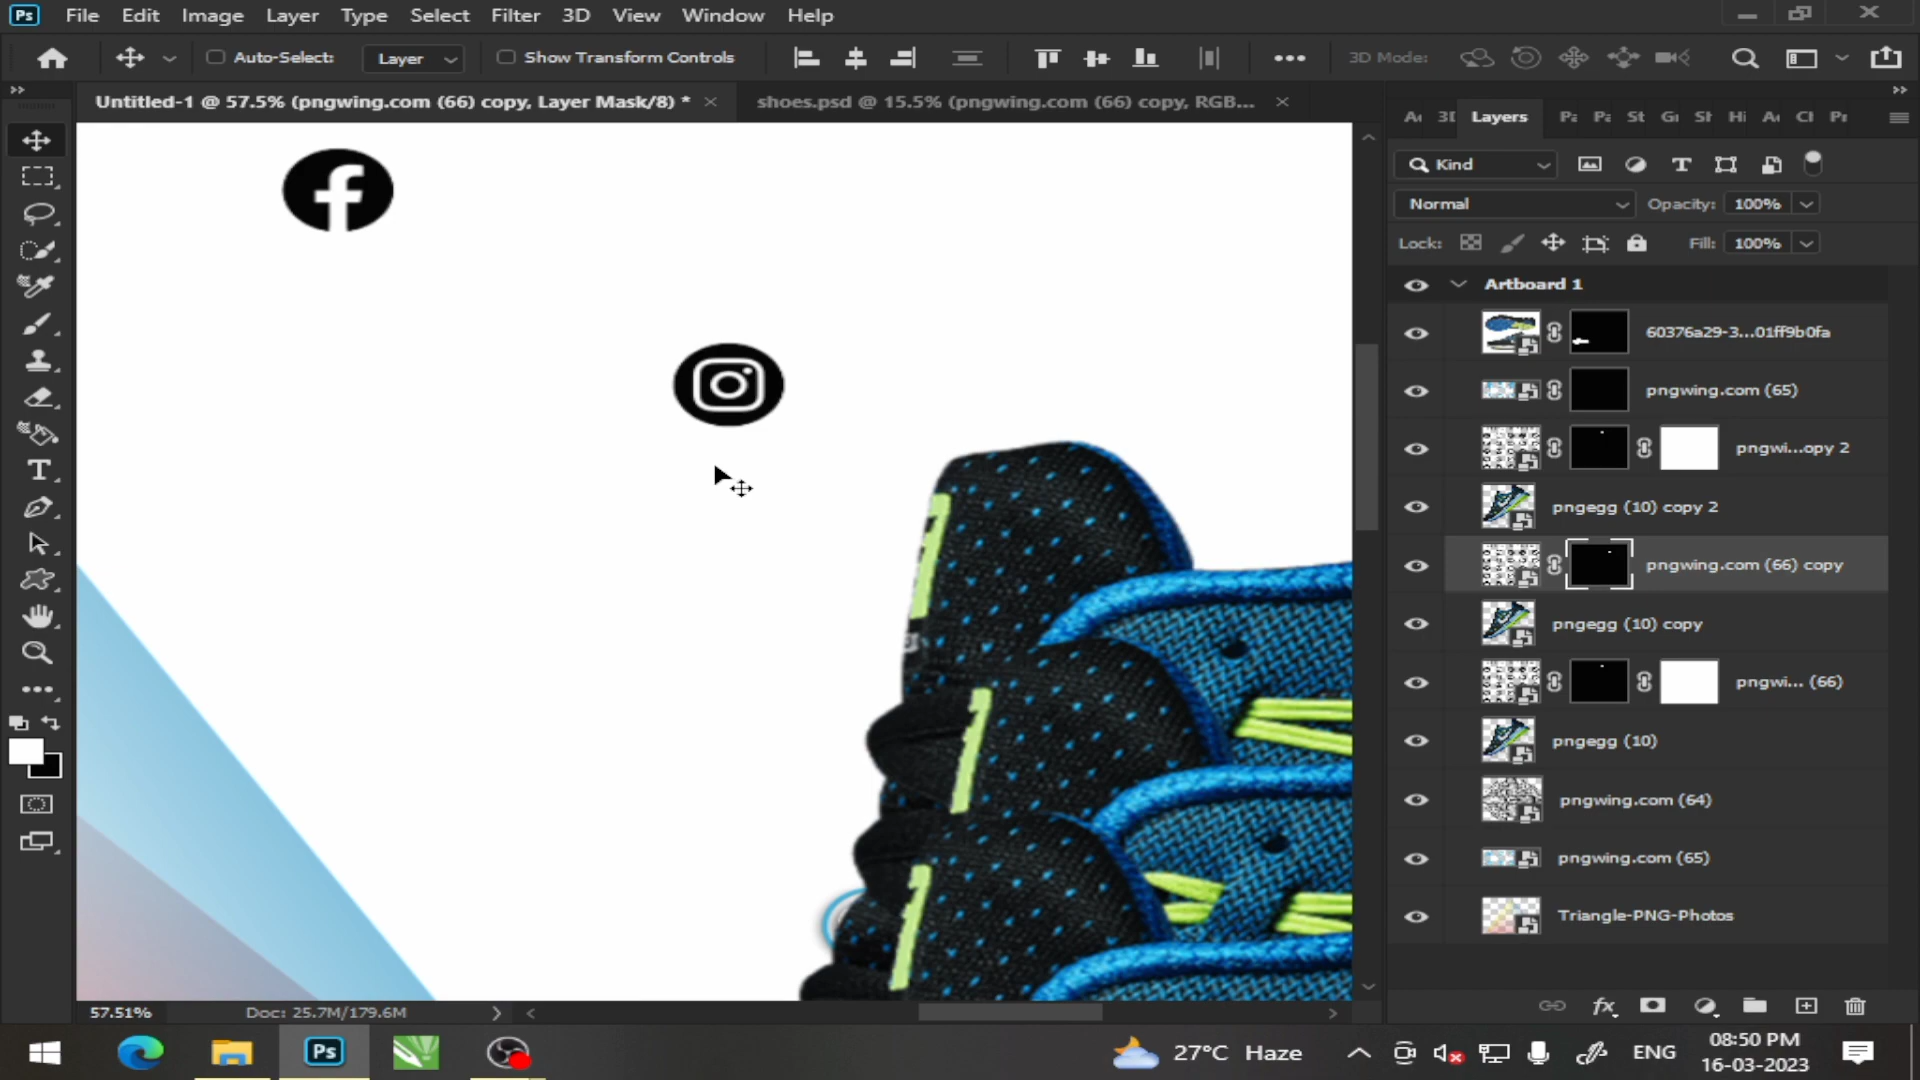 Ps File Edit Image Layer Type Select Filter 3D View Window Help
Auto-Select: Layer Show Transform Controls ••• 3D Mode:
Untitled-1 @ 57.5% (pngwing.com (66) copy, Layer Mask/8) * × shoes.psd @ 15.5% (pngwing.com (66) copy, RGB... ×
Layers
Kind
Normal Opacity: 100%
Lock: Fill: 100%
Artboard 1
60376a29-3...01ff9b0fa
pngwing.com (65)
pngwi...opy 2
pngegg (10) copy 2
pngwing.com (66) copy
pngegg (10) copy
pngwi... (66)
pngegg (10)
pngwing.com (64)
pngwing.com (65)
Triangle-PNG-Photos
57.51% Doc: 25.7M/179.6M
Ps 27°C Haze ENG 08:50 PM
16-03-2023